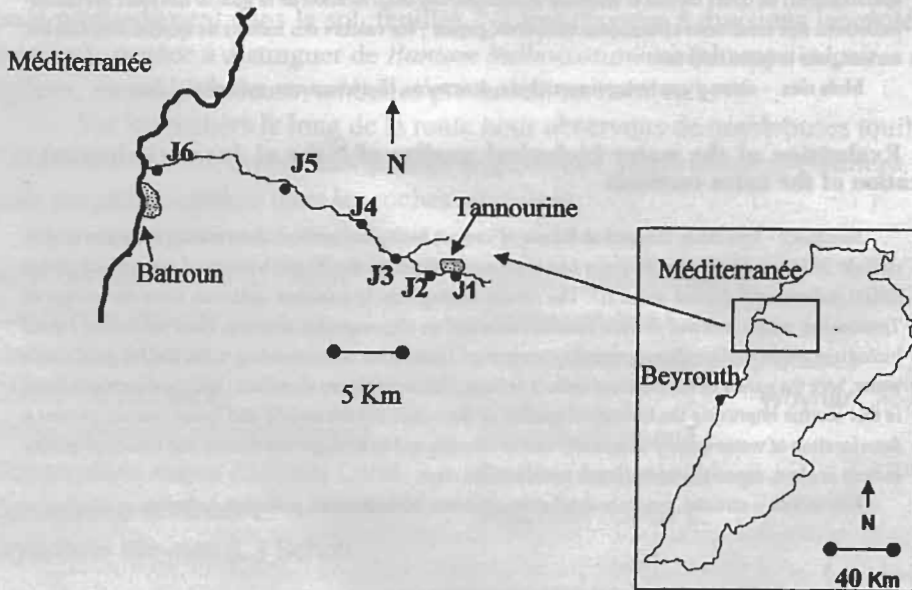 Méditerranée
N
J6
J5
J4
Tannourine
J3
J2
J1
Batroun
5 Km
Méditerranée
Beyrouth
N
40 Km